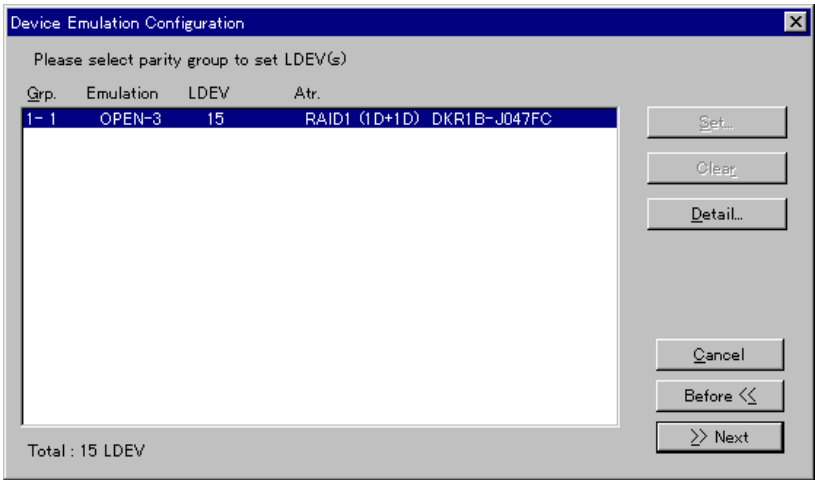 Device Emulation Configuration
Please select parity group to set LDEV(s)
Grp. Emulation LDEV Atr.
1- 1 OPEN-3 15 RAID1 (1D+1D) DKR1B-J047FC
Set...
Clear
Detail...
Cancel
Before <<
>> Next
Total : 15 LDEV